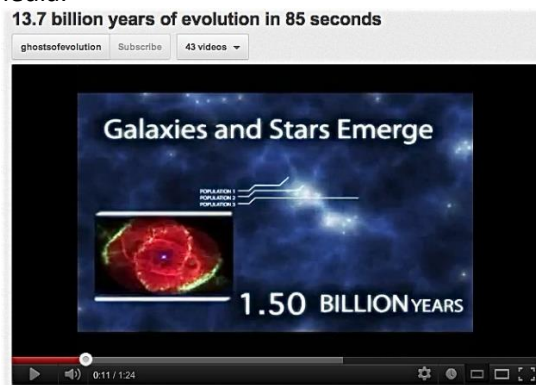 13.7 billion years of evolution in 85 seconds
ghostsofevolution Subscribe 43 videos
Galaxies and Stars Emerge
POPULATION 1
POPULATION 2
POPULATION 3
1.50 BILLION YEARS
0:11 / 1:24